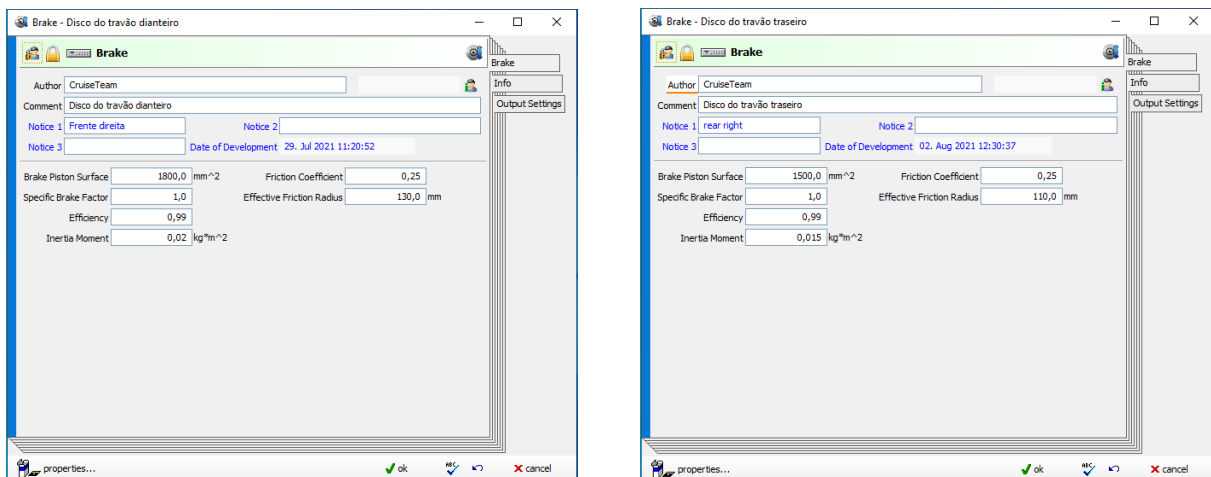 Brake - Disco do travão dianteiro
Brake
Brake
Info
Output Settings
Author CruiseTeam
Comment Disco do travão dianteiro
Notice 1 Frente direita Notice 2
Notice 3 Date of Development 29. Jul 2021 11:20:52
Brake Piston Surface 1800,0 mm^2 Friction Coefficient 0,25
Specific Brake Factor 1,0 Effective Friction Radius 130,0 mm
Efficiency 0,99
Inertia Moment 0,02 kg*m^2
properties... ok ABC cancel
Brake - Disco do travão traseiro
Brake
Brake
Info
Output Settings
Author CruiseTeam
Comment Disco do travão traseiro
Notice 1 rear right Notice 2
Notice 3 Date of Development 02. Aug 2021 12:30:37
Brake Piston Surface 1500,0 mm^2 Friction Coefficient 0,25
Specific Brake Factor 1,0 Effective Friction Radius 110,0 mm
Efficiency 0,99
Inertia Moment 0,015 kg*m^2
properties... ok ABC cancel